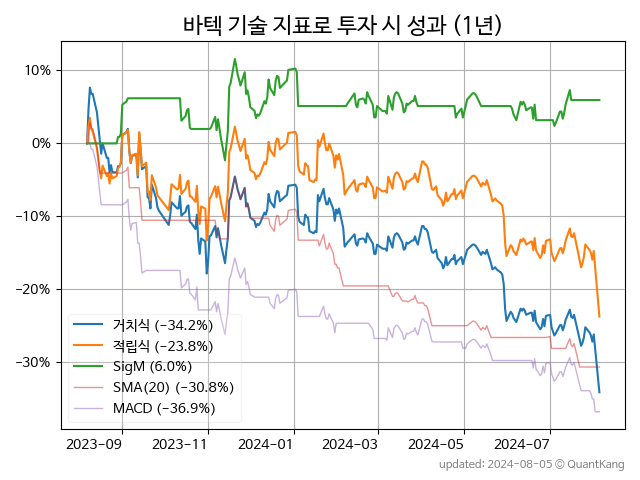 바텍 기술 지표로 투자 시 성과 (1년)
10%
0%
−10%
−20%
−30%
거치식 (−34.2%)
적립식 (−23.8%)
SigM (6.0%)
SMA(20) (−30.8%)
MACD (−36.9%)
2023-09
2023-11
2024-01
2024-03
2024-05
2024-07
updated: 2024-08-05 © QuantKang